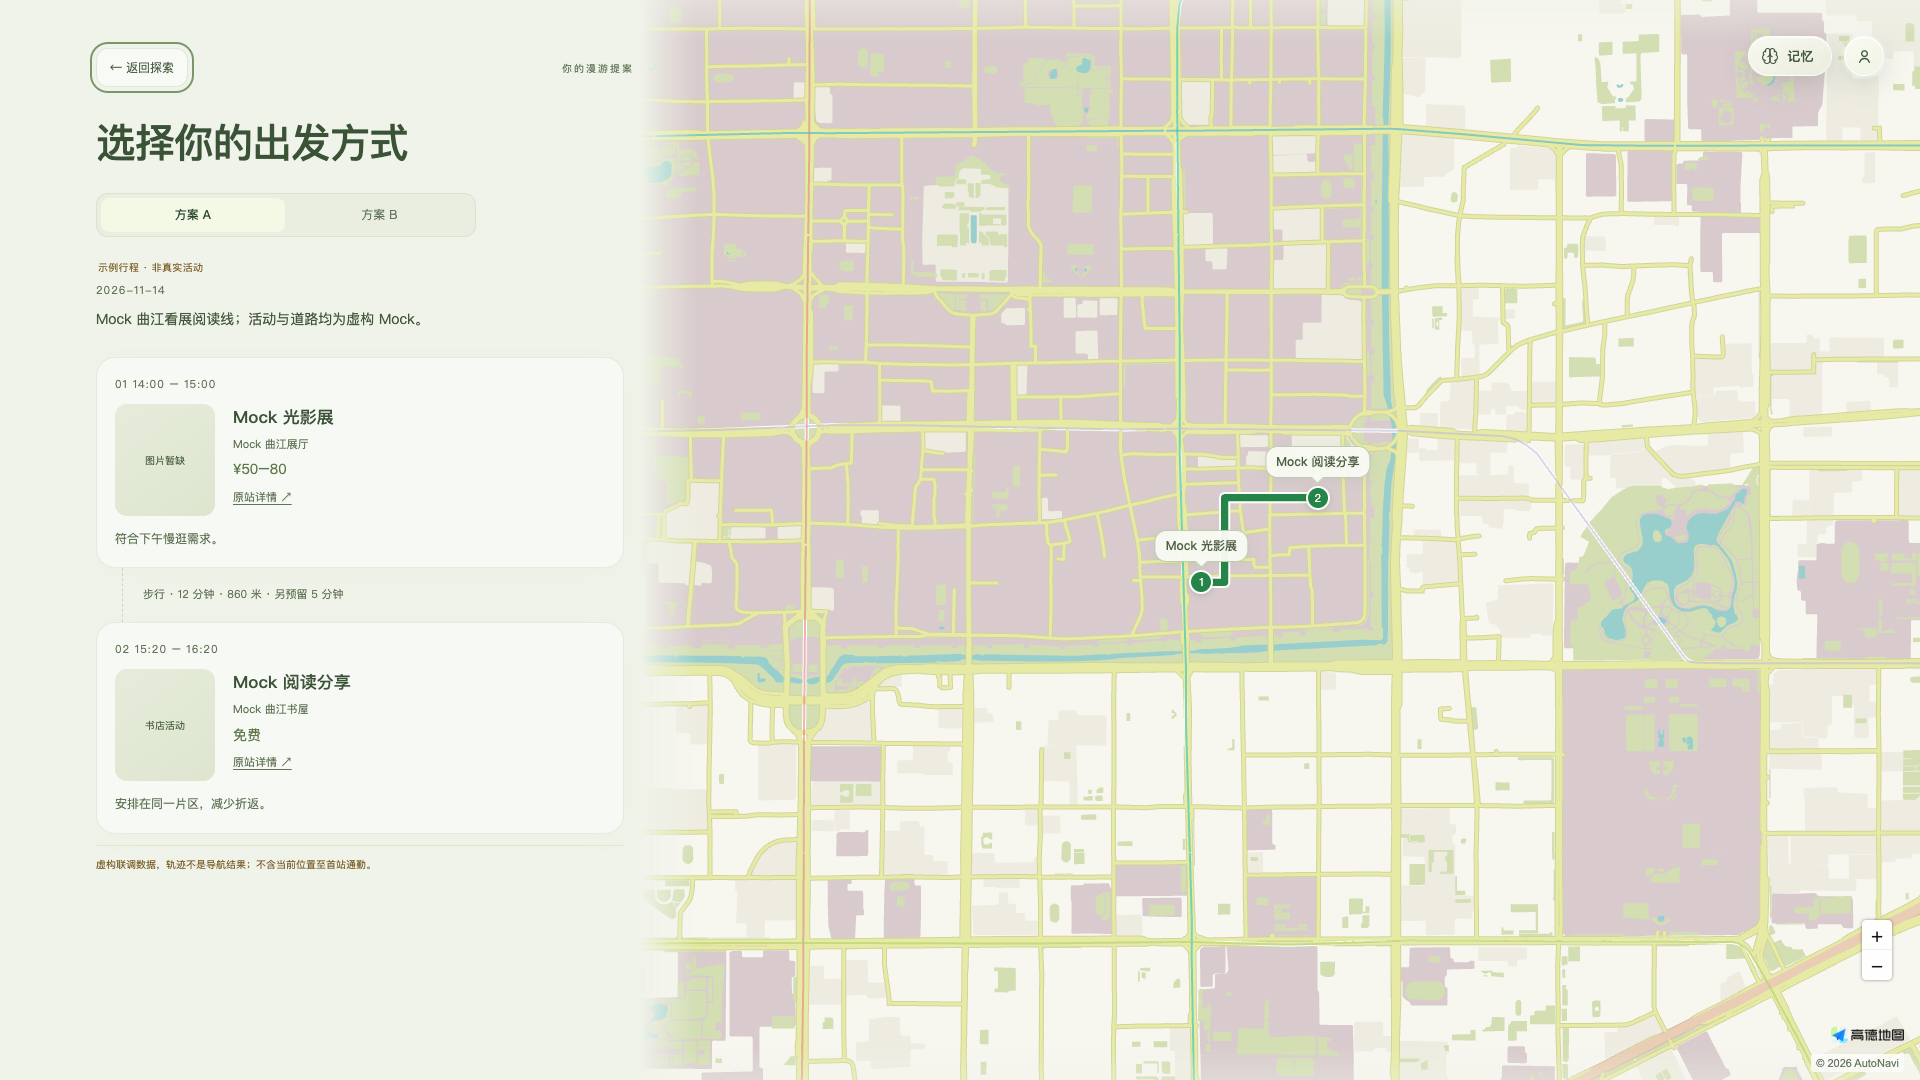 ← 返回探索
你的漫游提案
记忆
选择你的出发方式
方案 A
方案 B
示例行程 · 非真实活动
2026-11-14
Mock 曲江看展阅读线；活动与道路均为虚构 Mock。
01 14:00 — 15:00
图片暂缺
Mock 光影展
Mock 曲江展厅
¥50—80
原站详情 ↗
符合下午慢逛需求。
步行 · 12 分钟 · 860 米 · 另预留 5 分钟
02 15:20 — 16:20
书店活动
Mock 阅读分享
Mock 曲江书屋
免费
原站详情 ↗
安排在同一片区，减少折返。
虚构联调数据，轨迹不是导航结果；不含当前位置至首站通勤。
Mock 阅读分享
2
Mock 光影展
1
+
−
高德地图
© 2026 AutoNavi